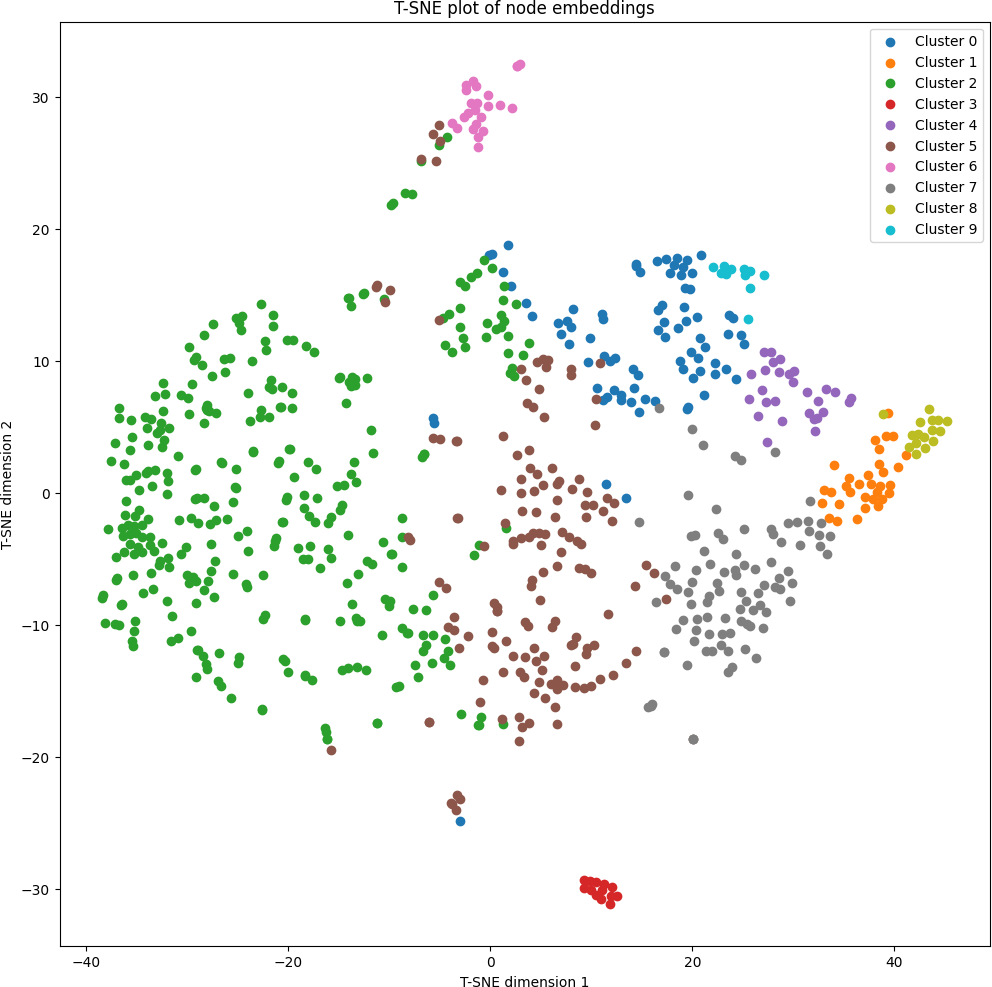 T-SNE plot of node embeddings
Cluster 0
Cluster 1
Cluster 2
Cluster 3
Cluster 4
Cluster 5
Cluster 6
Cluster 7
Cluster 8
Cluster 9
T-SNE dimension 2
30
20
10
0
−10
−20
−30
−40
−20
0
20
40
T-SNE dimension 1